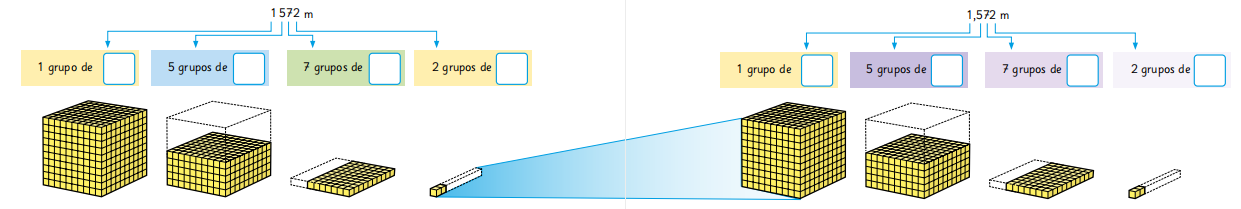 1 572 m
1 grupo de
5 grupos de
7 grupos de
2 grupos de
1,572 m
1 grupo de
5 grupos de
7 grupos de
2 grupos de